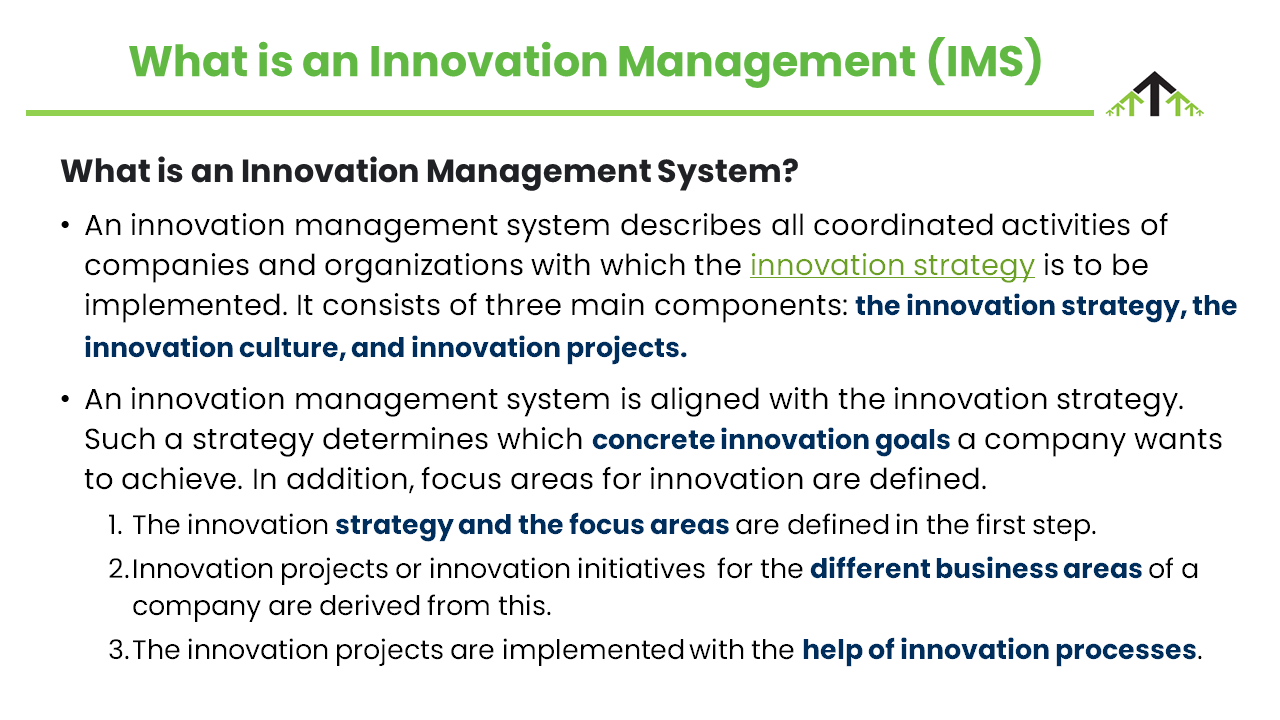 What is an Innovation Management (IMS)
What is an Innovation Management System?
• An innovation management system describes all coordinated activities of
companies and organizations with which the innovation strategy is to be
implemented. It consists of three main components: the innovation strategy, the
innovation culture, and innovation projects.
• An innovation management system is aligned with the innovation strategy.
Such a strategy determines which concrete innovation goals a company wants
to achieve. In addition, focus areas for innovation are defined.
1. The innovation strategy and the focus areas are defined in the first step.
2. Innovation projects or innovation initiatives for the different business areas of a
company are derived from this.
3. The innovation projects are implemented with the help of innovation processes.